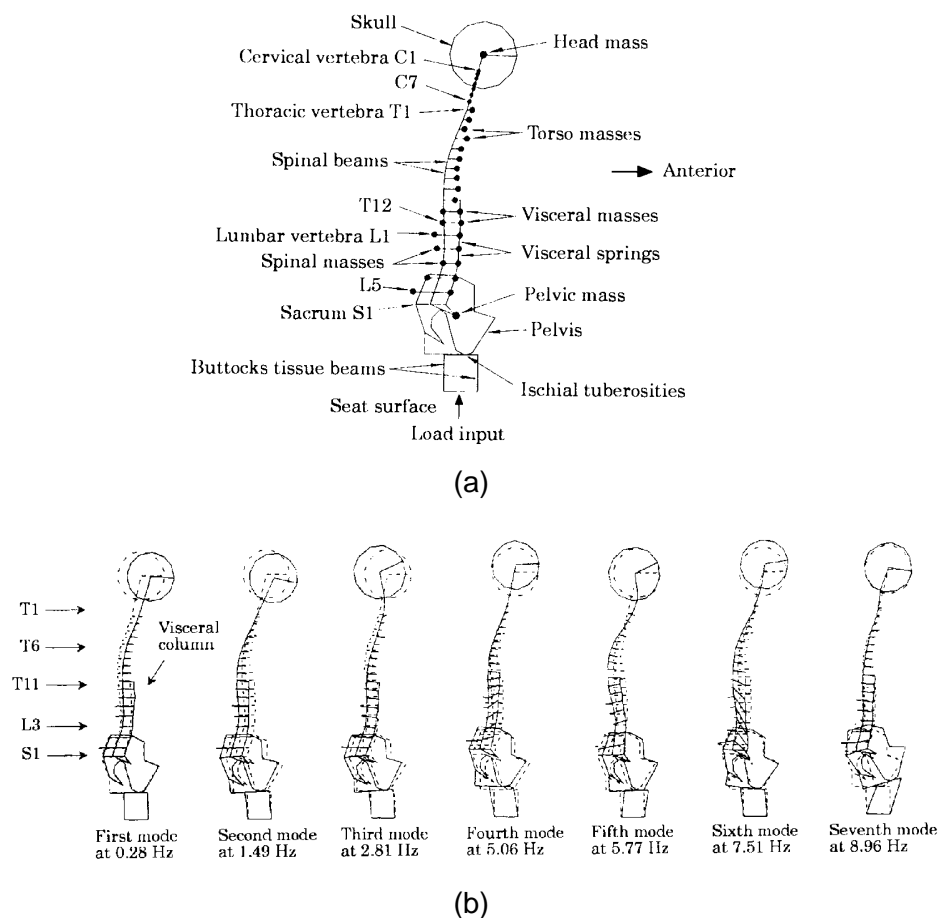 Skull
Head mass
Cervical vertebra C1
C7
Thoracic vertebra T1
Torso masses
Spinal beams
Anterior
T12
Visceral masses
Lumbar vertebra L1
Visceral springs
Spinal masses
L5
Pelvic mass
Sacrum S1
Pelvis
Buttocks tissue beams
Ischial tuberosities
Seat surface
Load input
(a)
T1
Visceral
column
T6
T11
L3
S1
First mode
at 0.28 Hz
Second mode
at 1.49 Hz
Third mode
at 2.81 Hz
Fourth mode
at 5.06 Hz
Fifth mode
at 5.77 Hz
Sixth mode
at 7.51 Hz
Seventh mode
at 8.96 Hz
(b)